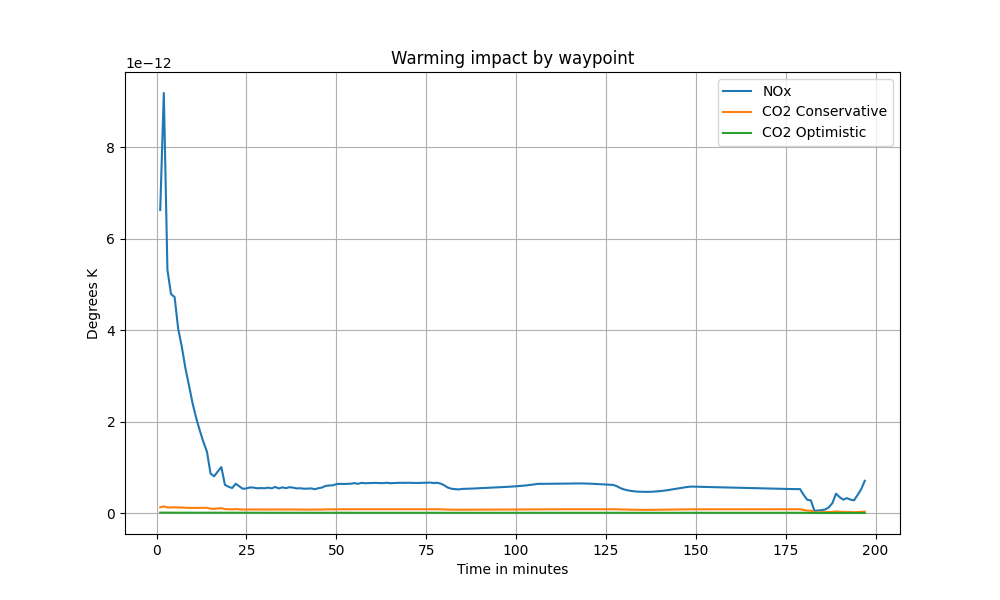 Warming impact by waypoint
1e−12
NOx
CO2 Conservative
CO2 Optimistic
8
6
4
2
0
Degrees K
0 25 50 75 100 125 150 175 200
Time in minutes